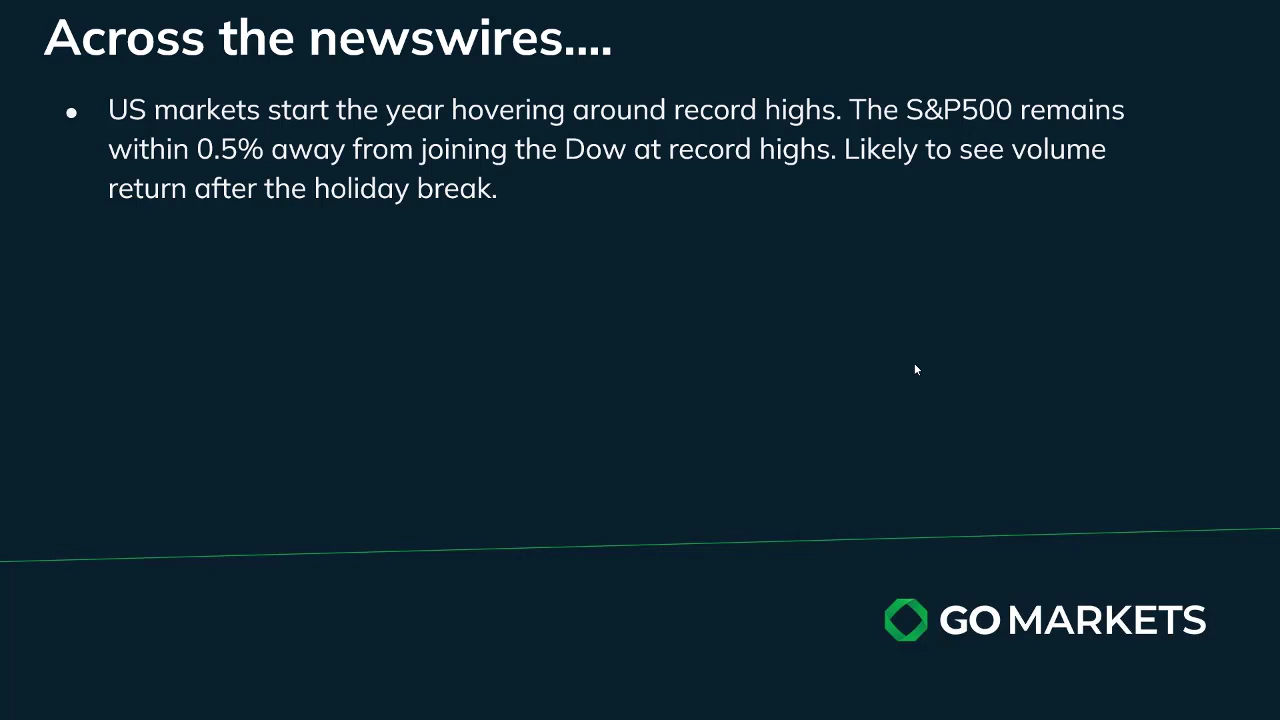 Across the newswires....
● US markets start the year hovering around record highs. The S&P500 remains
within 0.5% away from joining the Dow at record highs. Likely to see volume
return after the holiday break.
GO MARKETS